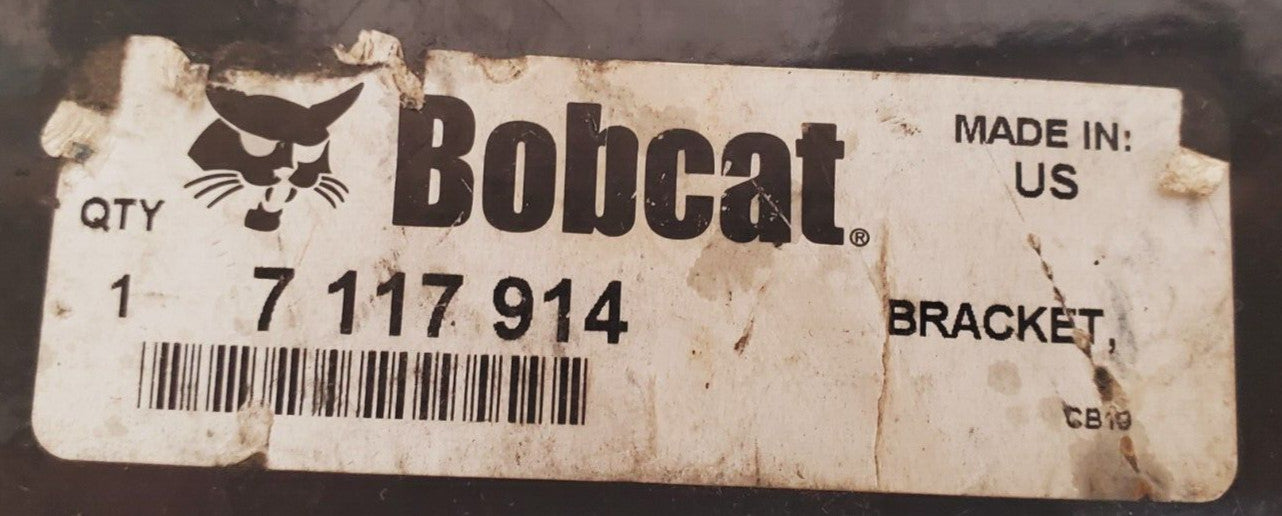 Bobcat®
MADE IN:
US
QTY
1 7 117 914
BRACKET,
CB19